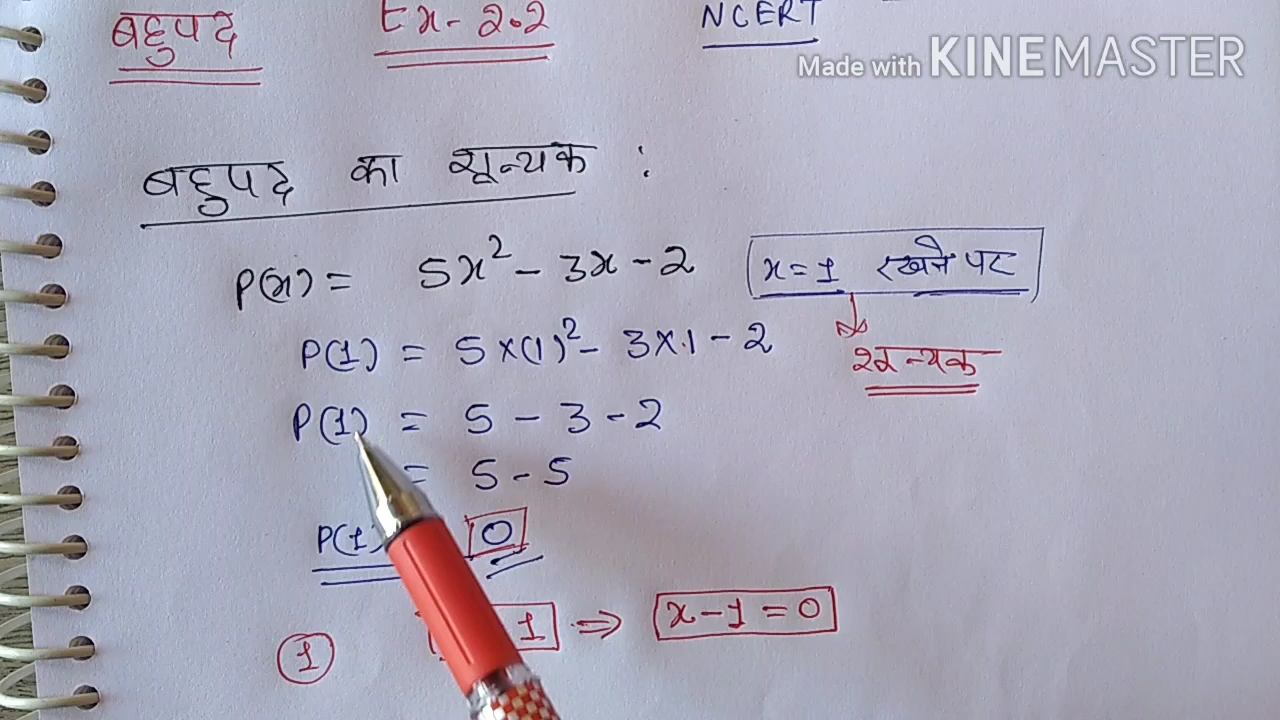 बहुपद Ex-2.2 NCERT
Made with KINEMASTER
बहुपद का शून्यक :
P(x) = 5x² - 3x - 2 x = 1 रखने पर
P(1) = 5×(1)² - 3×1 - 2 शून्यक
P(1) = 5 - 3 - 2
= 5 - 5
P(1) 0
① 1 ⇒ x - 1 = 0